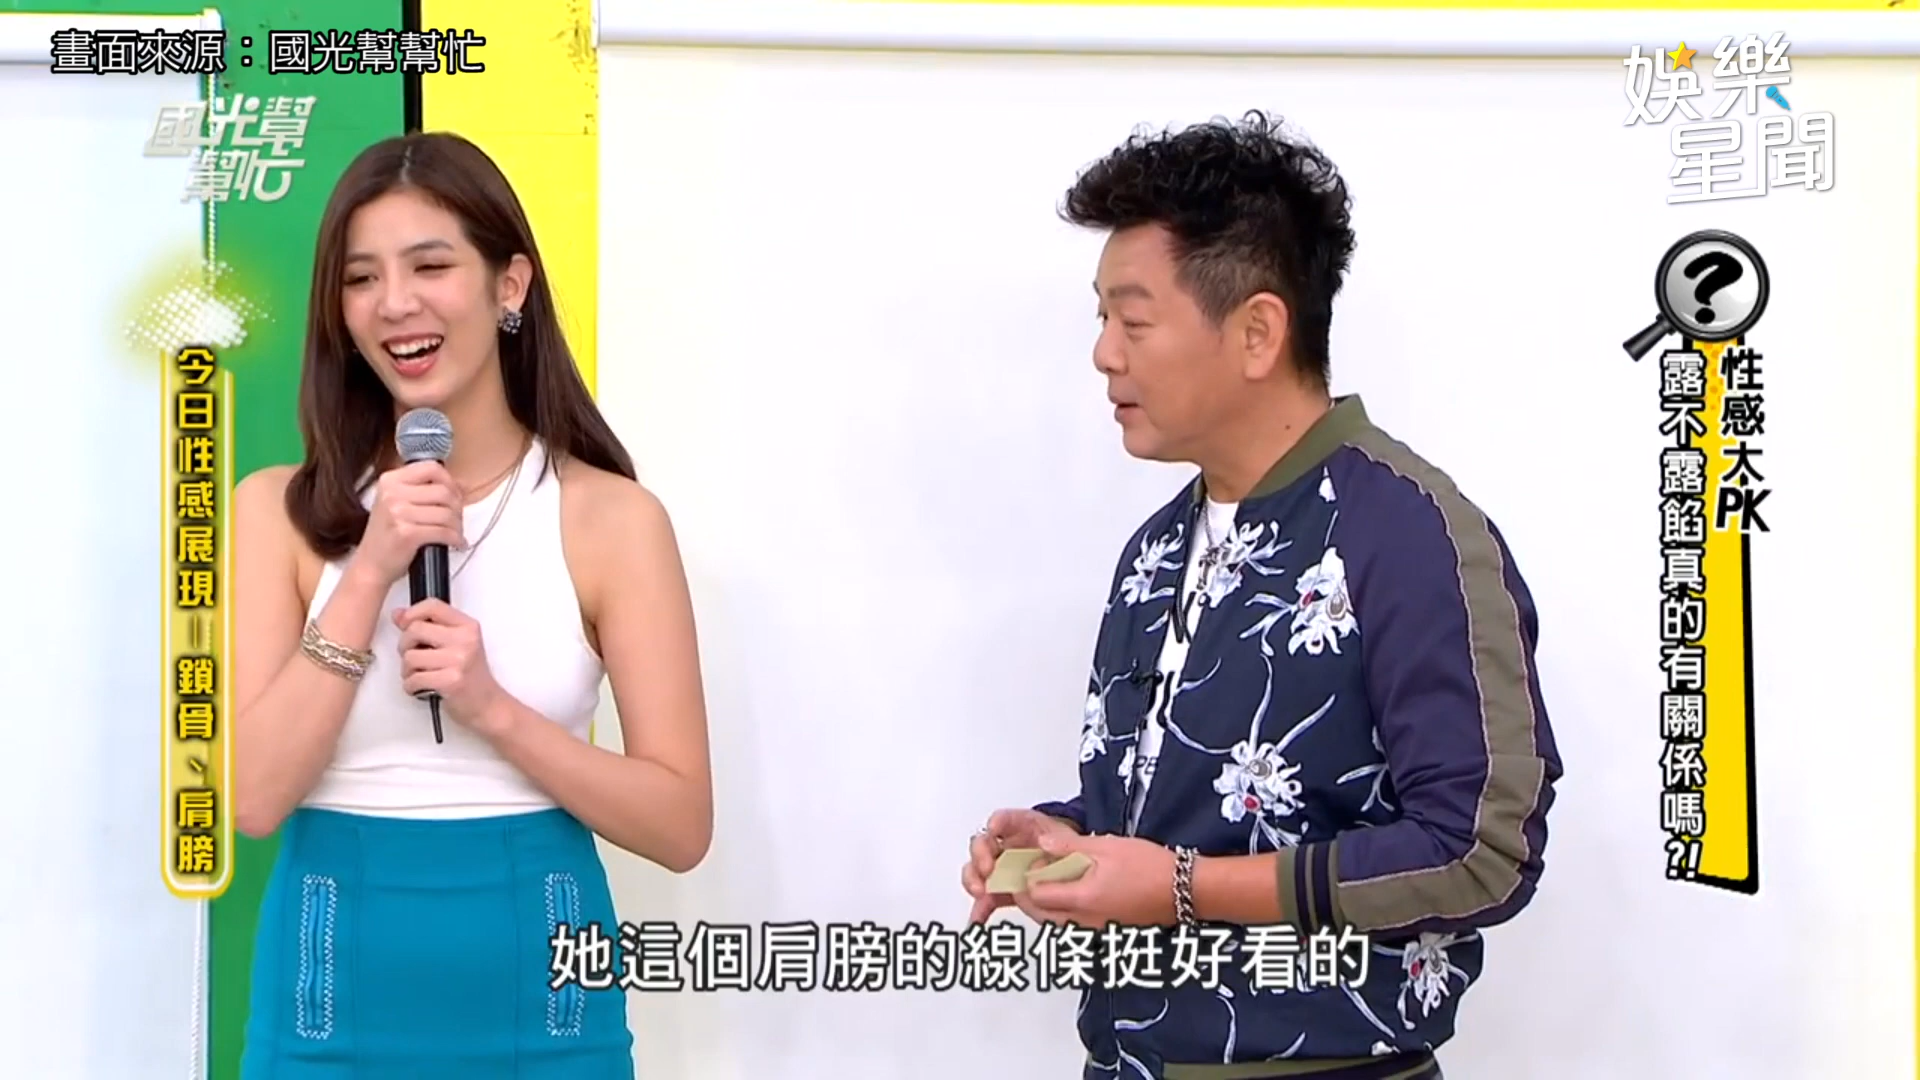 畫面來源：國光幫幫忙
國光幫
幫忙
娛樂
星聞
今日性感展現－鎖骨、肩膀
?
性感大PK
露不露餡真的有關係嗎?!
她這個肩膀的線條挺好看的